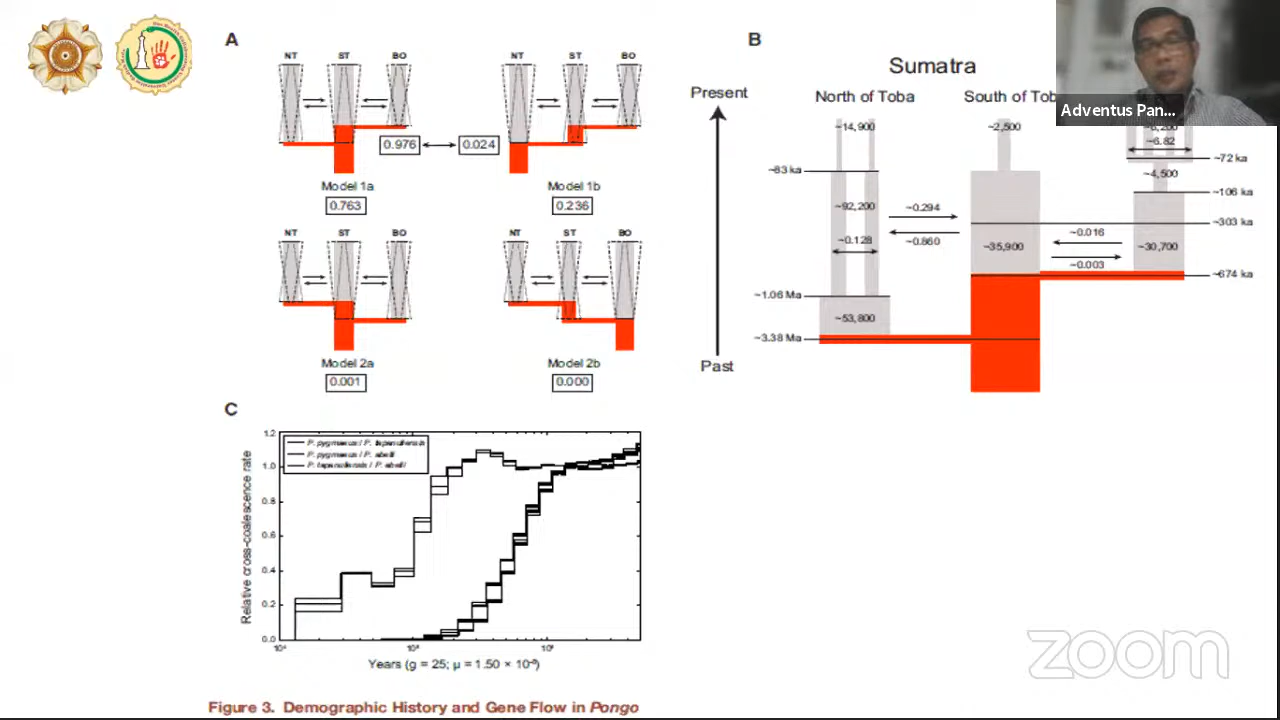 A
NT ST BO
NT ST BO
0.976
0.024
Model 1a
0.763
Model 1b
0.236
NT ST BO
NT ST BO
Model 2a
0.001
Model 2b
0.000
B
Sumatra
Present
North of Toba
South of Tob
Past
~14,900
~2,500
~6.82
~83 ka
~72 ka
~4,500
~106 ka
~92,200
~0.294
~303 ka
~0.128
~0.860
~35,900
~0.016
~30,700
~0.003
~674 ka
~1.06 Ma
~53,800
~3.38 Ma
Adventus Pan...
C
Relative cross-coalescence rate
1.2
1.0
0.8
0.6
0.4
0.2
0.0
P. pygmaeus / P. tapanuliensis
P. pygmaeus / P. abelii
P. tapanuliensis / P. abelii
Years (g = 25; μ = 1.50 × 10⁻⁸)
zoom
Figure 3. Demographic History and Gene Flow in Pongo